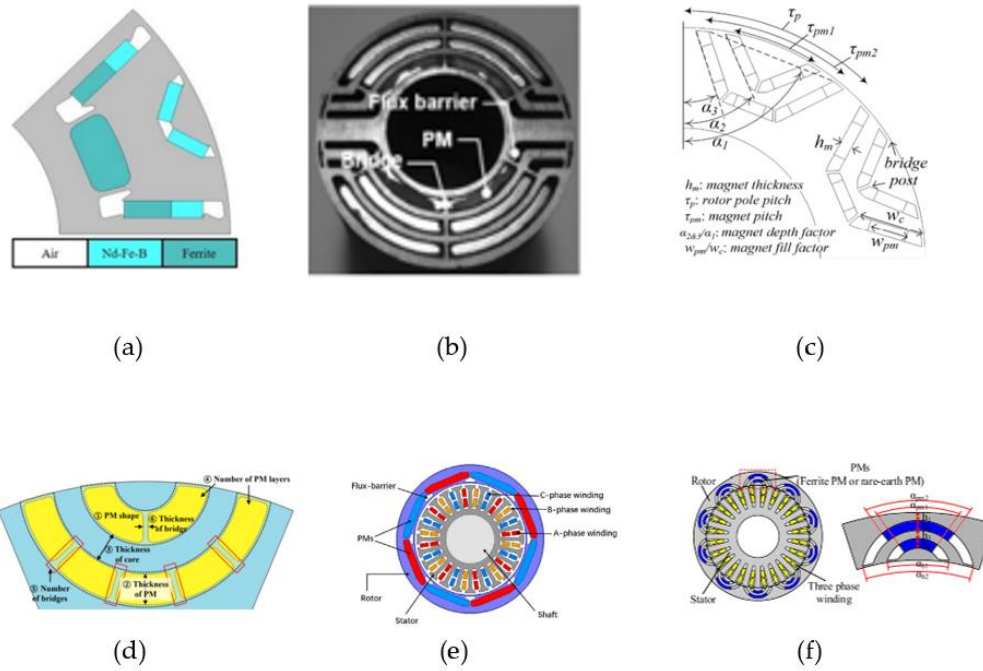 Air
Nd-Fe-B
Ferrite
(a)
Flux barrier
PM
Bridge
(b)
τp
τpm1
τpm2
α3
α2
α1
hm
bridge
post
wc
wpm
hm: magnet thickness
τp: rotor pole pitch
τpm: magnet pitch
α2&3/α1: magnet depth factor
wpm/wc: magnet fill factor
(c)
④ Number of PM layers
① PM shape
⑥ Thickness
of bridge
③ Thickness
of core
② Thickness
of PM
⑤ Number
of bridges
(d)
Flux-barrier
C-phase winding
B-phase winding
PMs
A-phase winding
Rotor
Stator
Shaft
(e)
Rotor
PMs
(Ferrite PM or rare-earth PM)
Stator
Three phase
winding
αpm2
αpm1
αb2
(f)